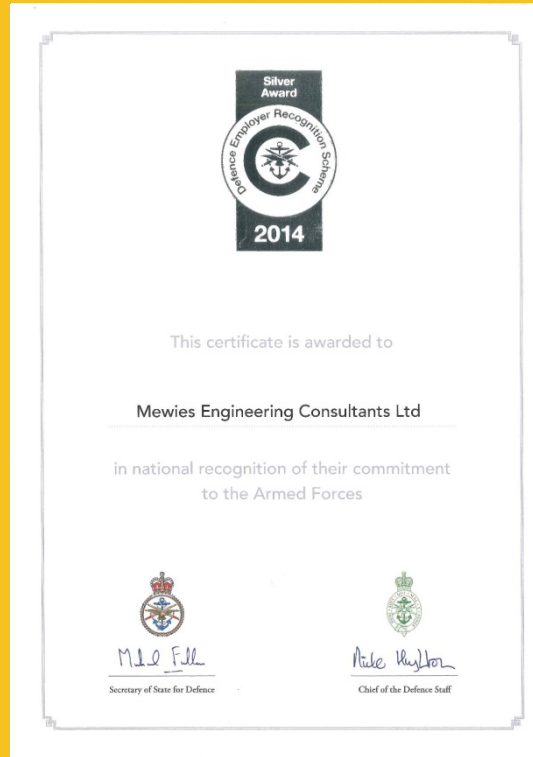 Silver
Award
Defence Employer Recognition Scheme
2014
This certificate is awarded to
Mewies Engineering Consultants Ltd
in national recognition of their commitment
to the Armed Forces
Secretary of State for Defence
Chief of the Defence Staff